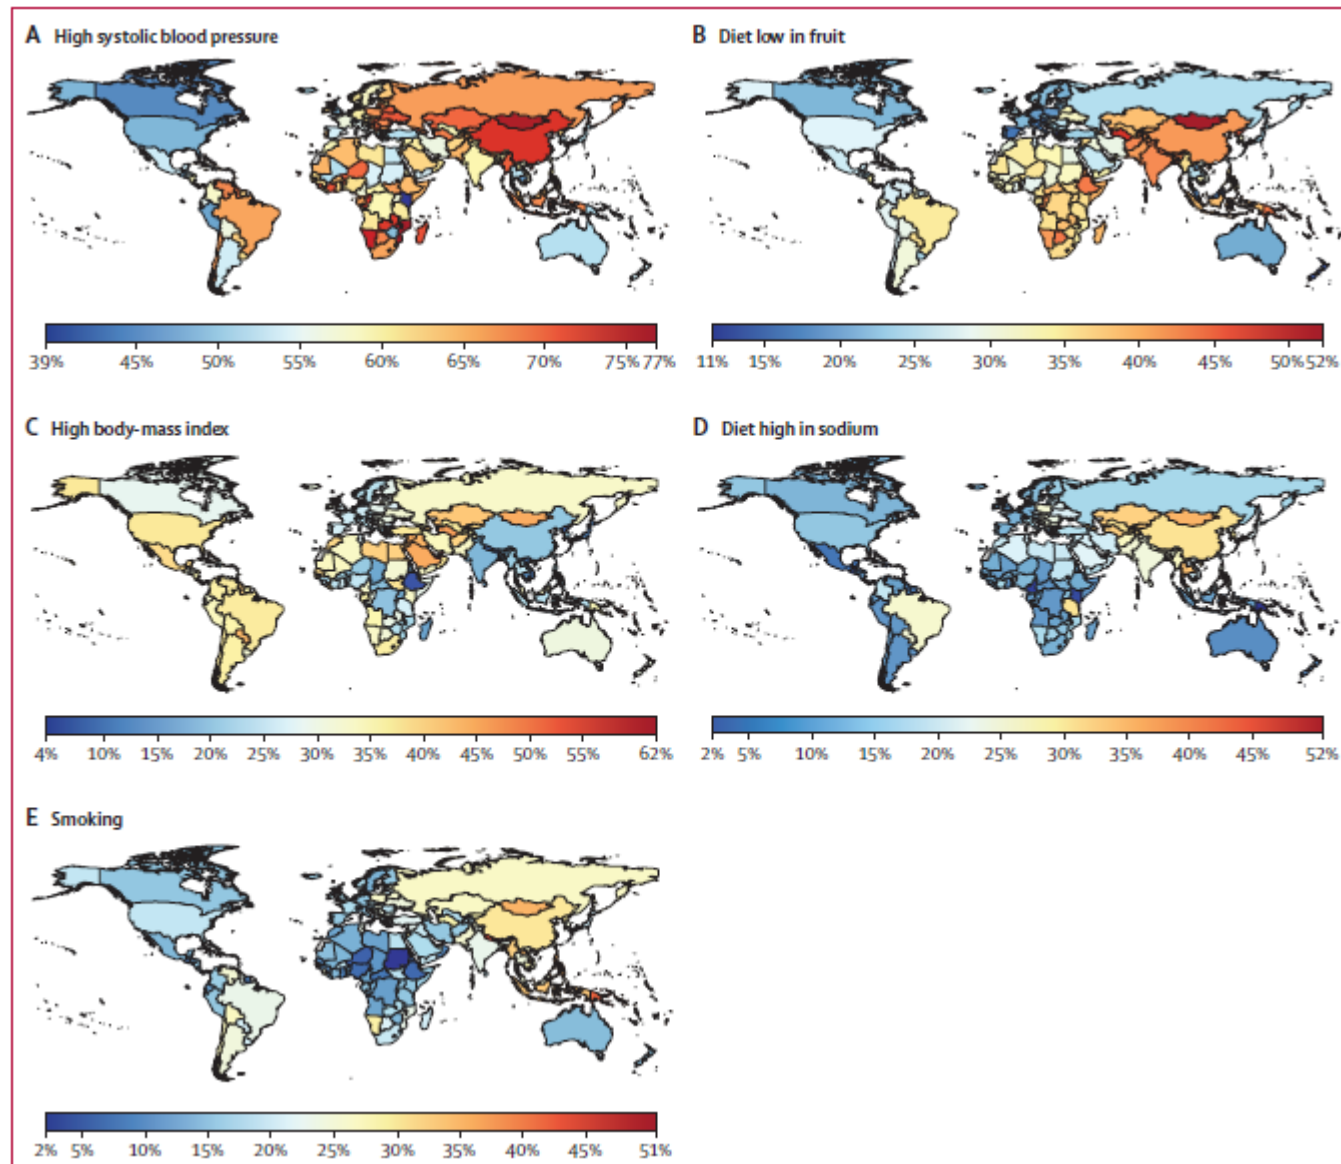 A High systolic blood pressure
B Diet low in fruit
39% 45% 50% 55% 60% 65% 70% 75% 77%
11% 15% 20% 25% 30% 35% 40% 45% 50% 52%
C High body-mass index
D Diet high in sodium
4% 10% 15% 20% 25% 30% 35% 40% 45% 50% 55% 62%
2% 5% 10% 15% 20% 25% 30% 35% 40% 45% 52%
E Smoking
2% 5% 10% 15% 20% 25% 30% 35% 40% 45% 51%